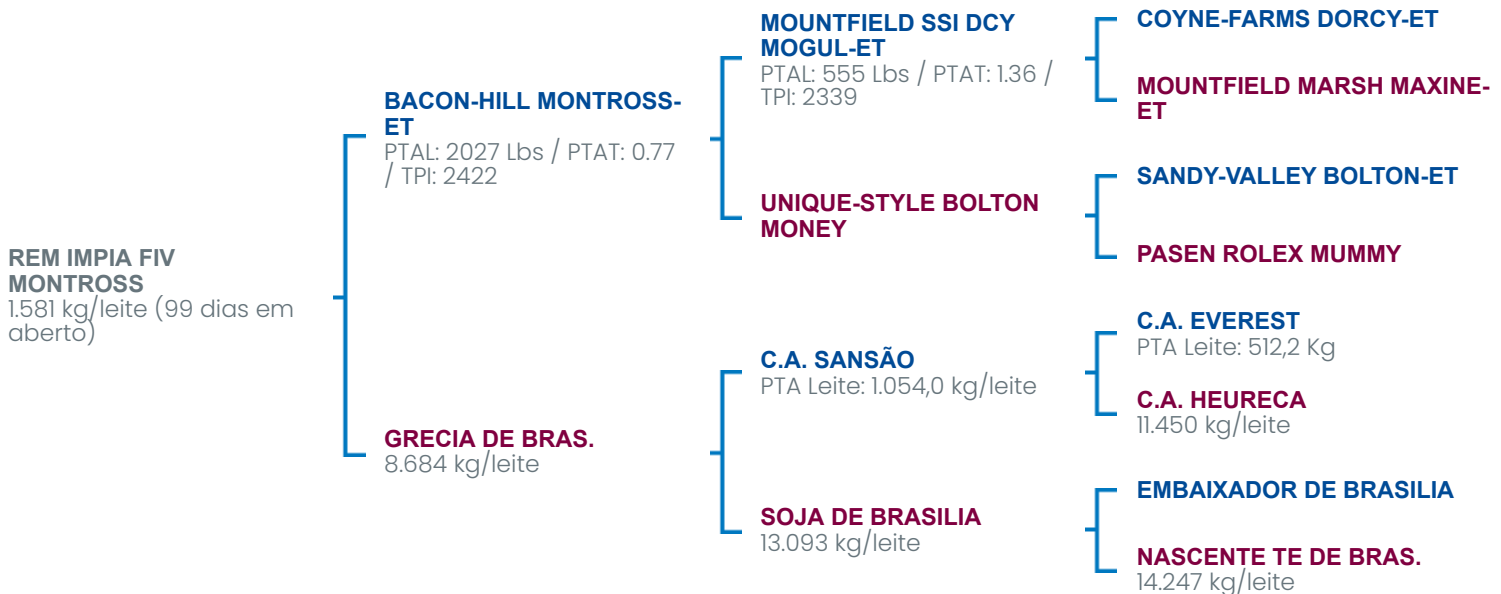 REM IMPIA FIV
MONTROSS
1.581 kg/leite (99 dias em
aberto)
BACON-HILL MONTROSS-
ET
PTAL: 2027 Lbs / PTAT: 0.77
/ TPI: 2422
GRECIA DE BRAS.
8.684 kg/leite
MOUNTFIELD SSI DCY
MOGUL-ET
PTAL: 555 Lbs / PTAT: 1.36 /
TPI: 2339
UNIQUE-STYLE BOLTON
MONEY
C.A. SANSÃO
PTA Leite: 1.054,0 kg/leite
SOJA DE BRASILIA
13.093 kg/leite
COYNE-FARMS DORCY-ET
MOUNTFIELD MARSH MAXINE-
ET
SANDY-VALLEY BOLTON-ET
PASEN ROLEX MUMMY
C.A. EVEREST
PTA Leite: 512,2 Kg
C.A. HEURECA
11.450 kg/leite
EMBAIXADOR DE BRASILIA
NASCENTE TE DE BRAS.
14.247 kg/leite